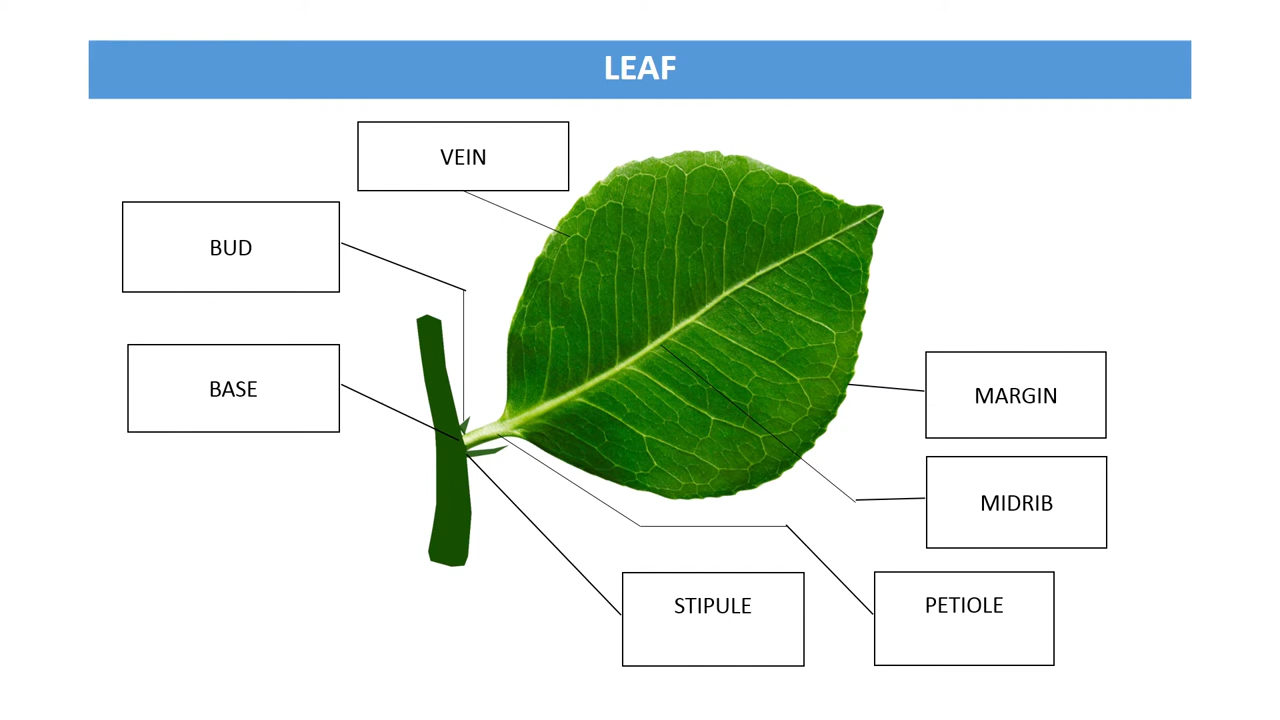 LEAF
VEIN
BUD
BASE
MARGIN
MIDRIB
STIPULE
PETIOLE